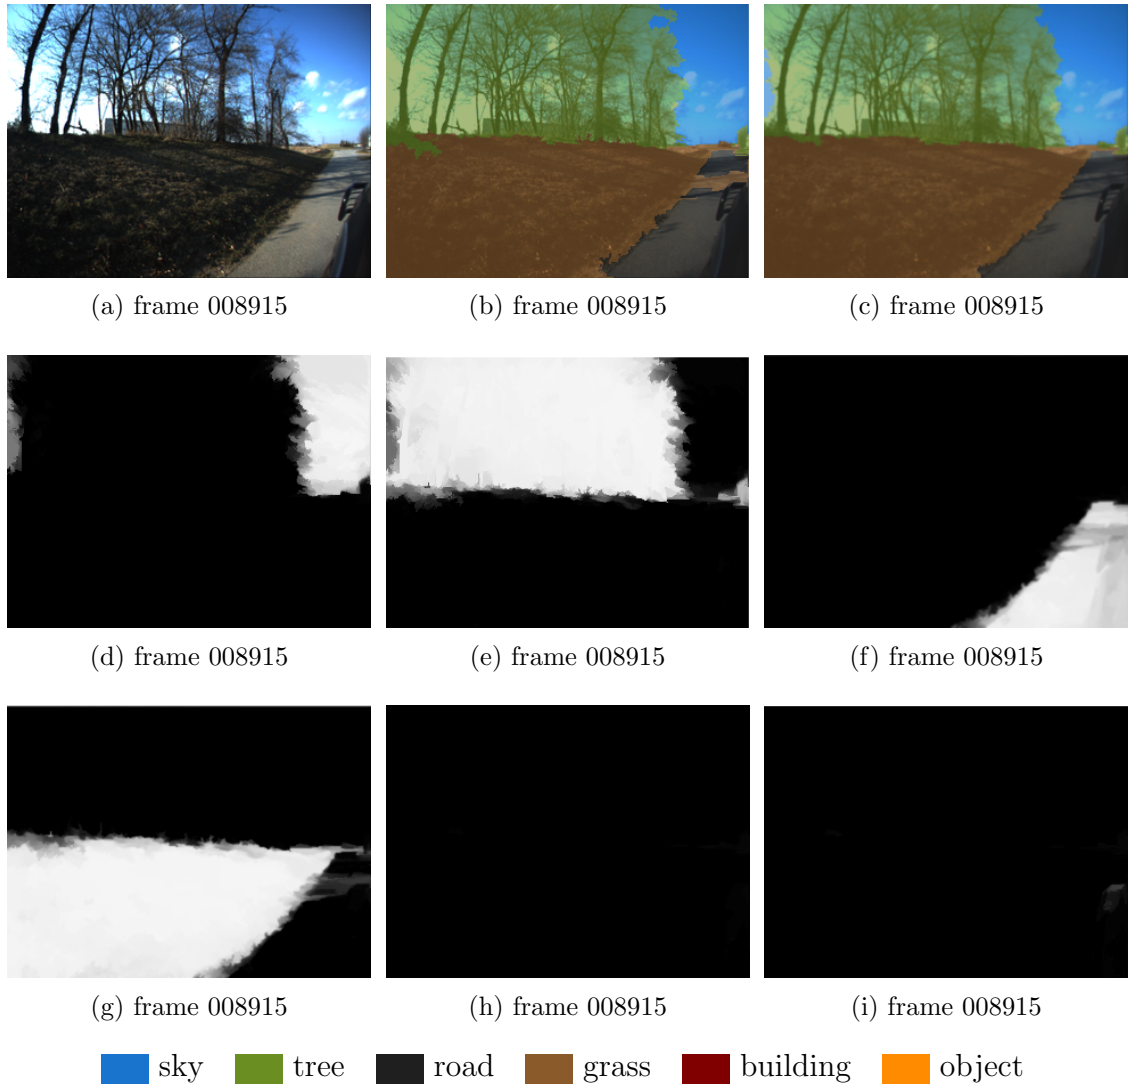 (a) frame 008915
(b) frame 008915
(c) frame 008915
(d) frame 008915
(e) frame 008915
(f) frame 008915
(g) frame 008915
(h) frame 008915
(i) frame 008915
sky tree road grass building object